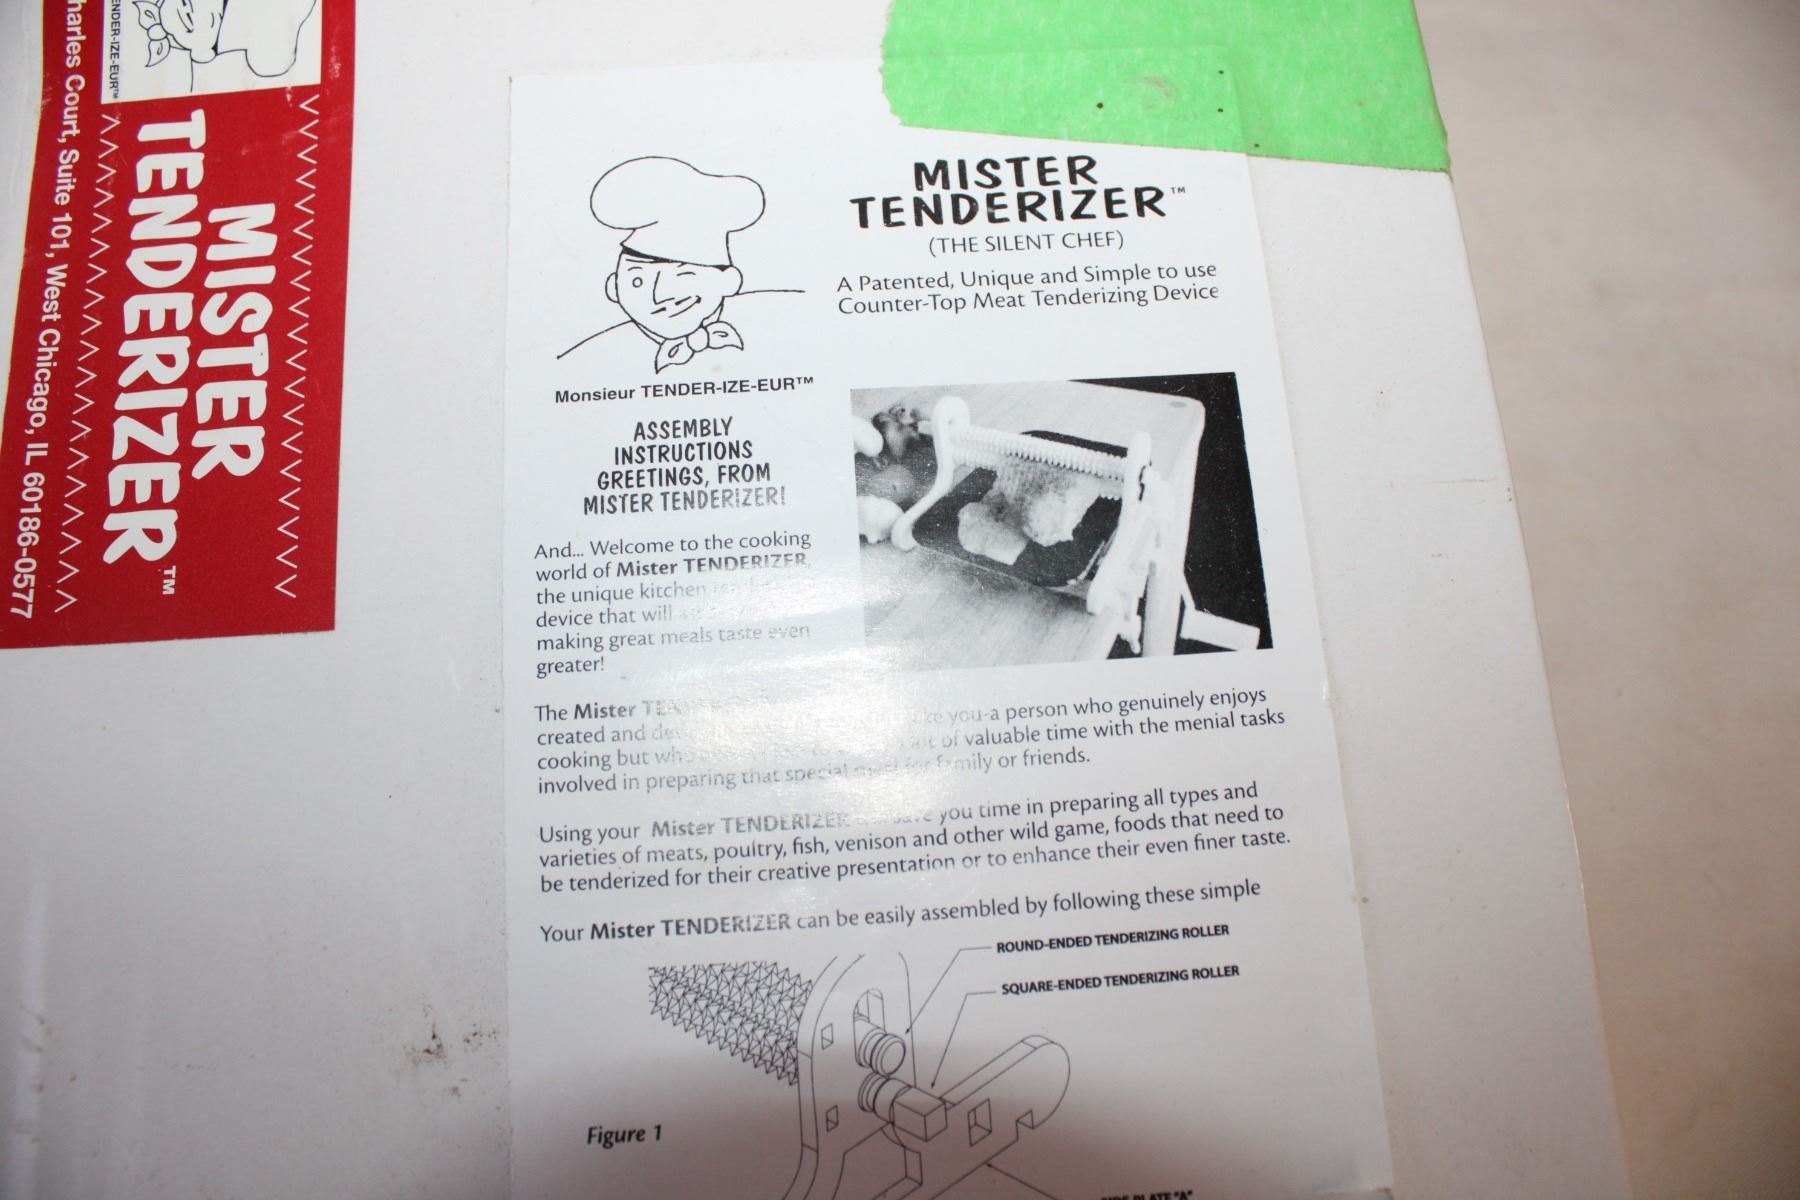 ENDER-IZE-EUR™
MISTER
TENDERIZER™
harles Court, Suite 101, West Chicago, IL 60186-0577
MISTER
TENDERIZER™
(THE SILENT CHEF)
A Patented, Unique and Simple to use
Counter-Top Meat Tenderizing Device
Monsieur TENDER-IZE-EUR™
ASSEMBLY
INSTRUCTIONS
GREETINGS, FROM
MISTER TENDERIZER!
And... Welcome to the cooking
world of Mister TENDERIZER,
the unique kitchen
device that will
making great meals taste even
greater!
The Mister you-a person who genuinely enjoys
created and of valuable time with the menial tasks
cooking but
involved in preparing that special for family or friends.
Using your Mister TENDERIZER you time in preparing all types and
varieties of meats, poultry, fish, venison and other wild game, foods that need to
be tenderized for their creative presentation or to enhance their even finer taste.
Your Mister TENDERIZER can be easily assembled by following these simple
ROUND-ENDED TENDERIZING ROLLER
SQUARE-ENDED TENDERIZING ROLLER
Figure 1
SIDE PLATE "A"